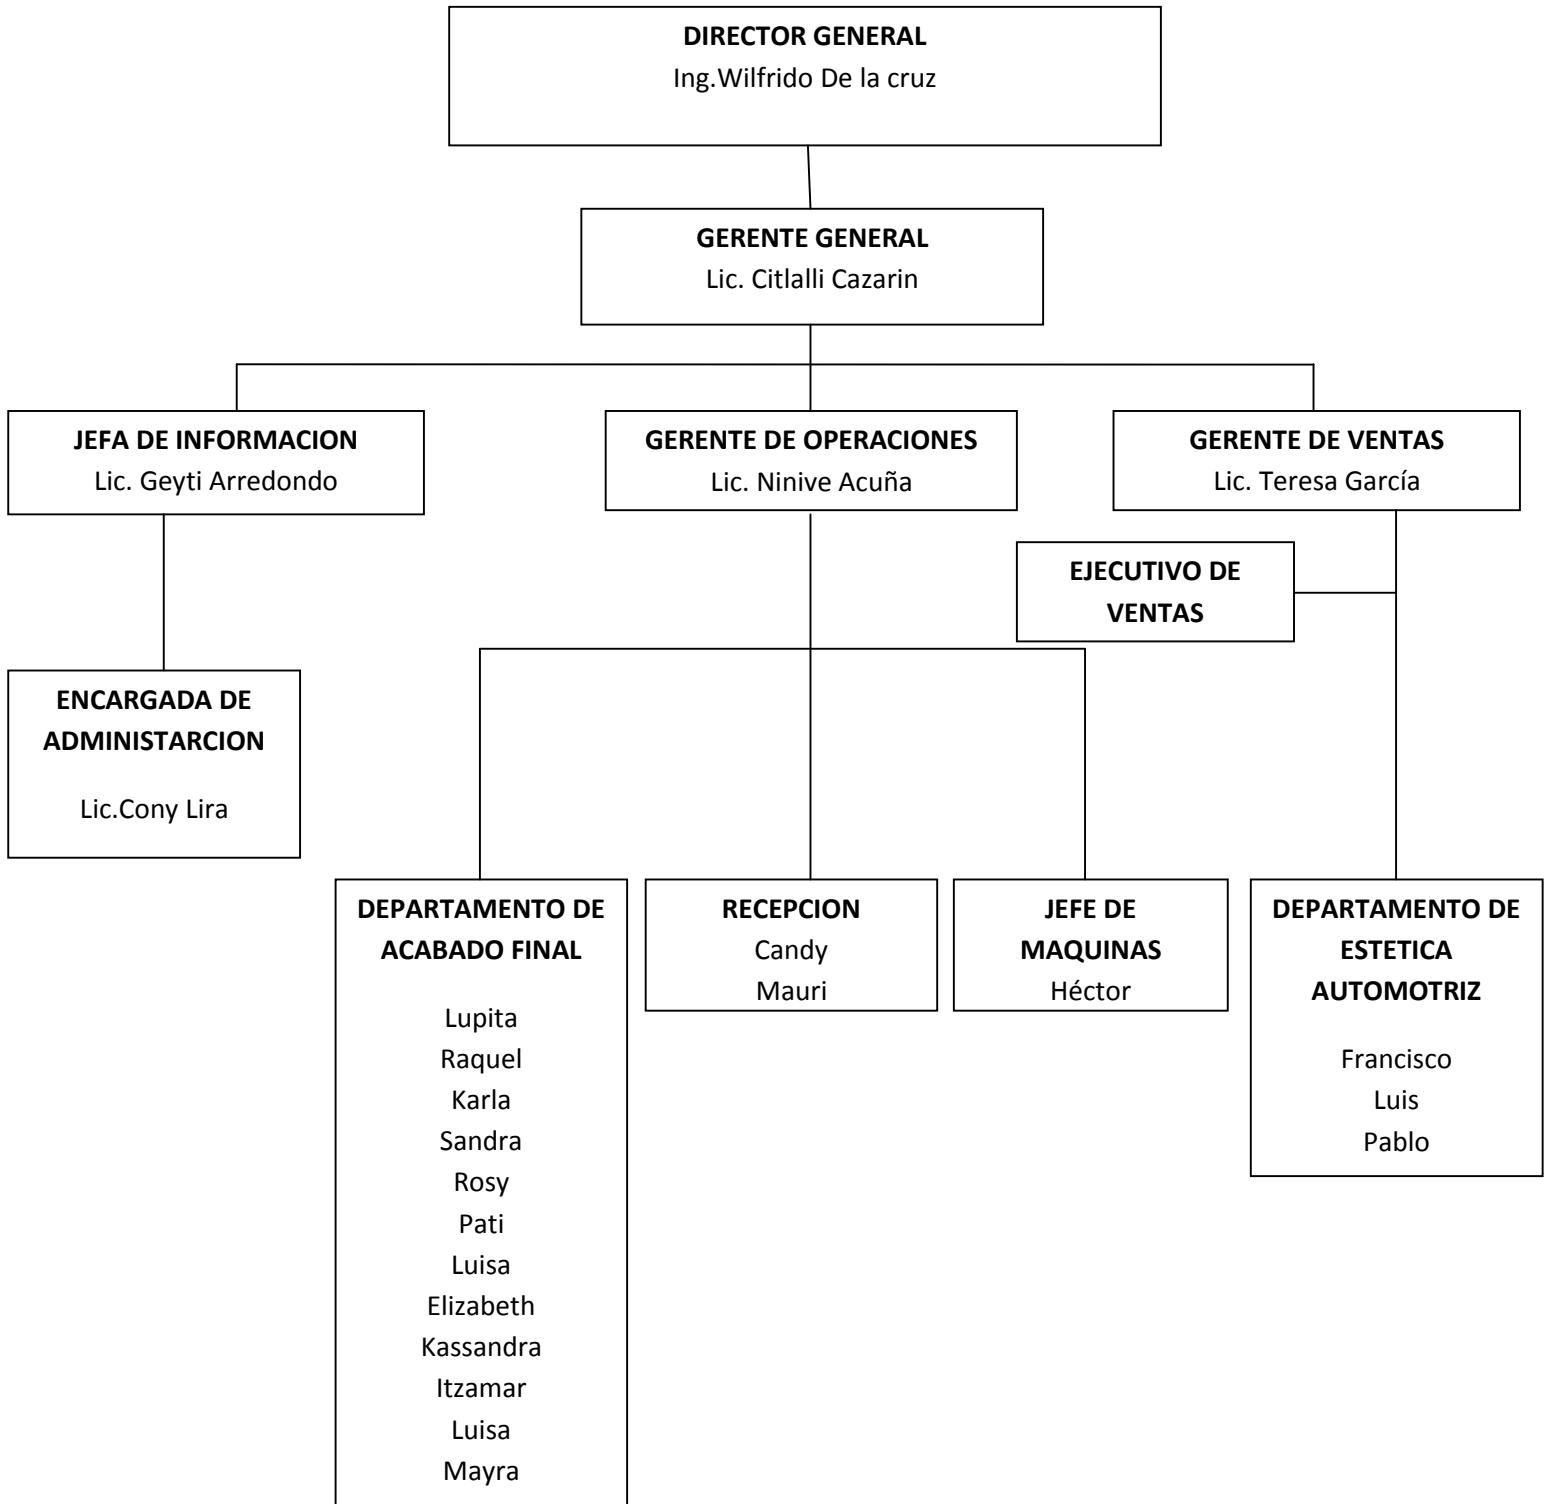 DIRECTOR GENERAL
Ing.Wilfrido De la cruz
GERENTE GENERAL
Lic. Citlalli Cazarin
JEFA DE INFORMACION
Lic. Geyti Arredondo
GERENTE DE OPERACIONES
Lic. Ninive Acuña
GERENTE DE VENTAS
Lic. Teresa García
EJECUTIVO DE
VENTAS
ENCARGADA DE
ADMINISTARCION
Lic.Cony Lira
DEPARTAMENTO DE
ACABADO FINAL
Lupita
Raquel
Karla
Sandra
Rosy
Pati
Luisa
Elizabeth
Kassandra
Itzamar
Luisa
Mayra
RECEPCION
Candy
Mauri
JEFE DE
MAQUINAS
Héctor
DEPARTAMENTO DE
ESTETICA
AUTOMOTRIZ
Francisco
Luis
Pablo